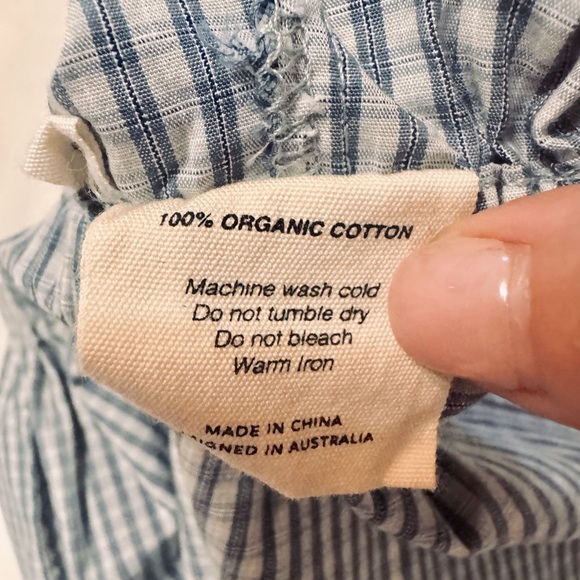 100% ORGANIC COTTON
Machine wash cold
Do not tumble dry
Do not bleach
Warm Iron
MADE IN CHINA
IN AUSTRALIA